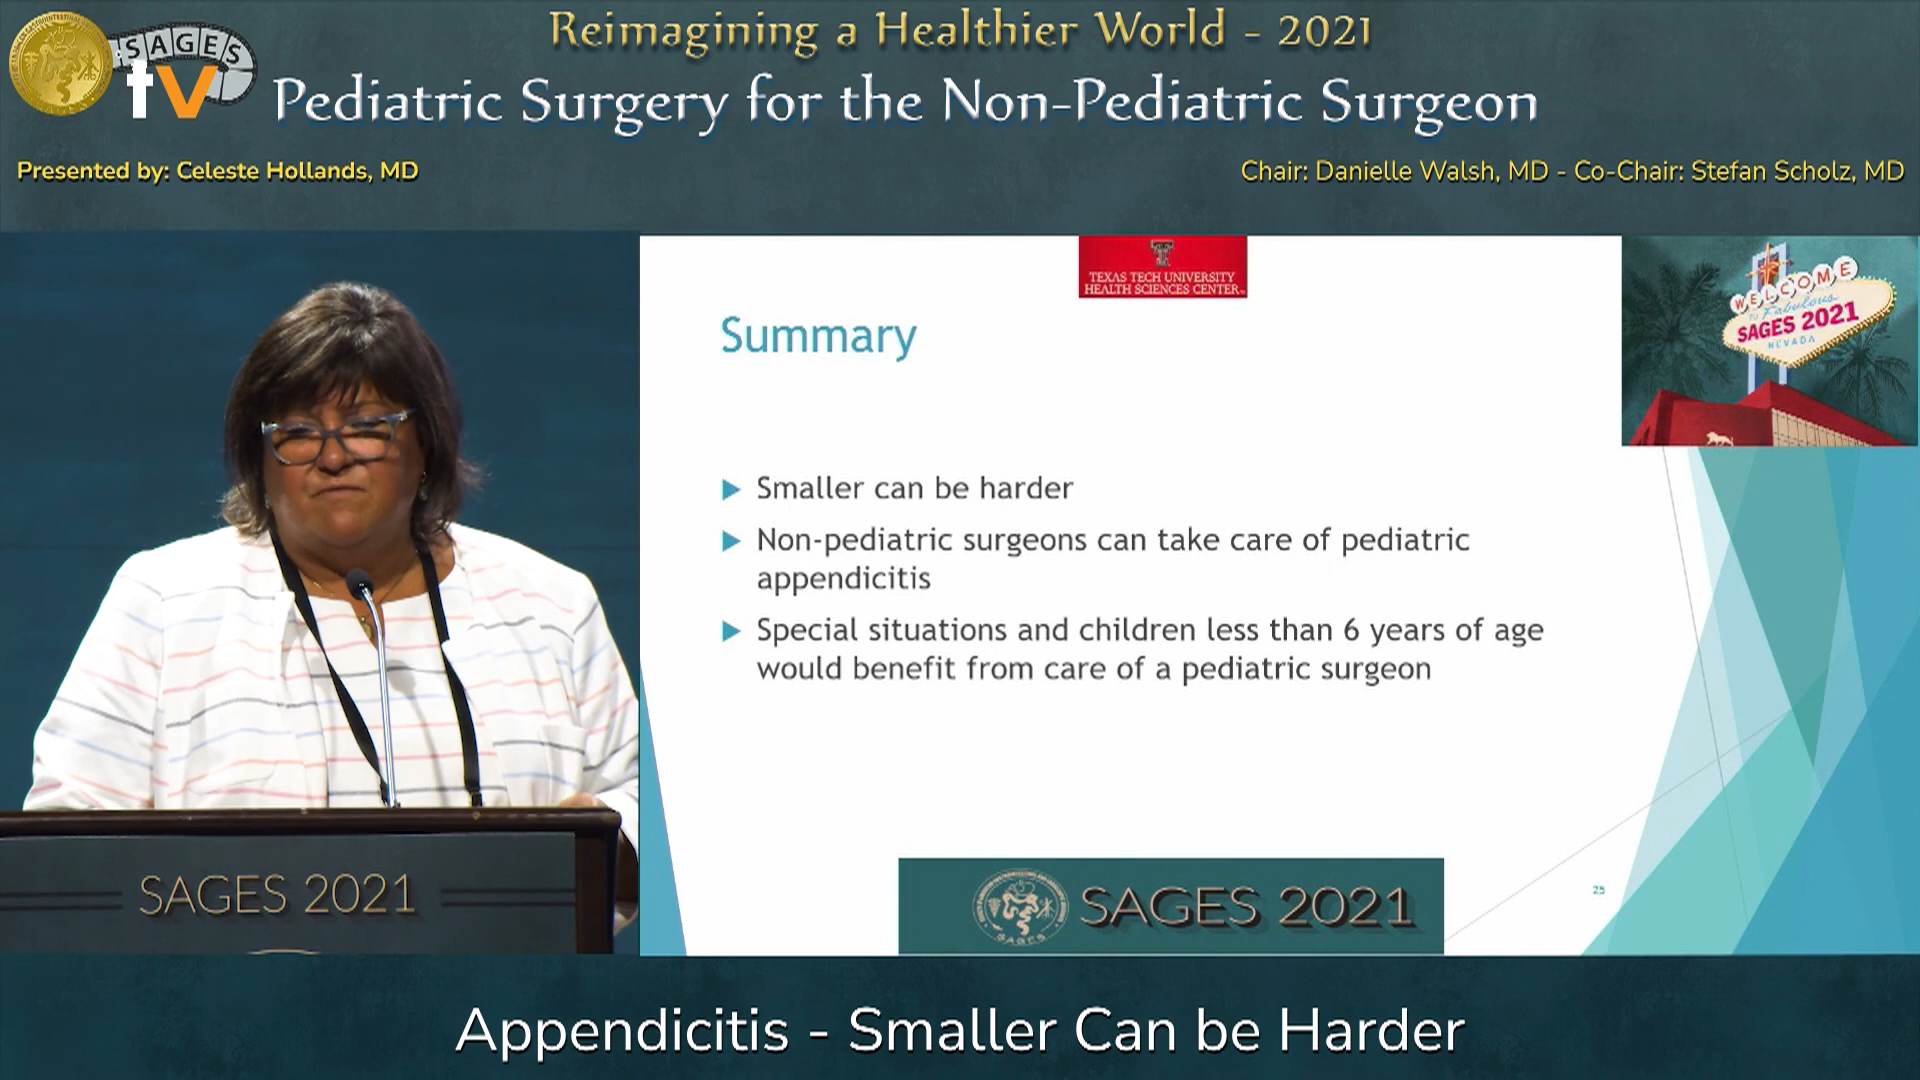 Reimagining a Healthier World - 2021
SAGES
tv
Pediatric Surgery for the Non-Pediatric Surgeon
Presented by: Celeste Hollands, MD
Chair: Danielle Walsh, MD - Co-Chair: Stefan Scholz, MD
TEXAS TECH UNIVERSITY
HEALTH SCIENCES CENTER
WELCOME
TO Fabulous
SAGES 2021
NEVADA
Summary
Smaller can be harder
Non-pediatric surgeons can take care of pediatric
appendicitis
Special situations and children less than 6 years of age
would benefit from care of a pediatric surgeon
SAGES 2021
SAGES
SAGES 2021
25
Appendicitis - Smaller Can be Harder